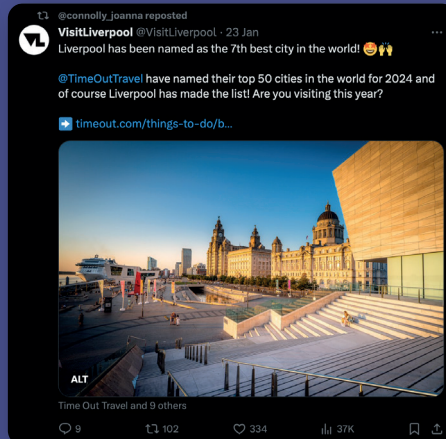 @connolly_joanna reposted
VL
VisitLiverpool @VisitLiverpool · 23 Jan
Liverpool has been named as the 7th best city in the world! 🤩🙌
@TimeOutTravel have named their top 50 cities in the world for 2024 and
of course Liverpool has made the list! Are you visiting this year?
➡️ timeout.com/things-to-do/b...
ALT
Time Out Travel and 9 others
9 102 334 37K